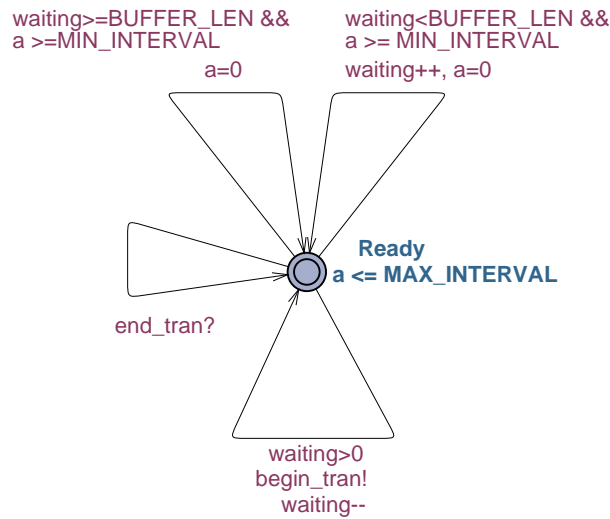 waiting>=BUFFER_LEN &&
a >=MIN_INTERVAL
a=0
waiting<BUFFER_LEN &&
a >= MIN_INTERVAL
waiting++, a=0
Ready
a <= MAX_INTERVAL
end_tran?
waiting>0
begin_tran!
waiting--